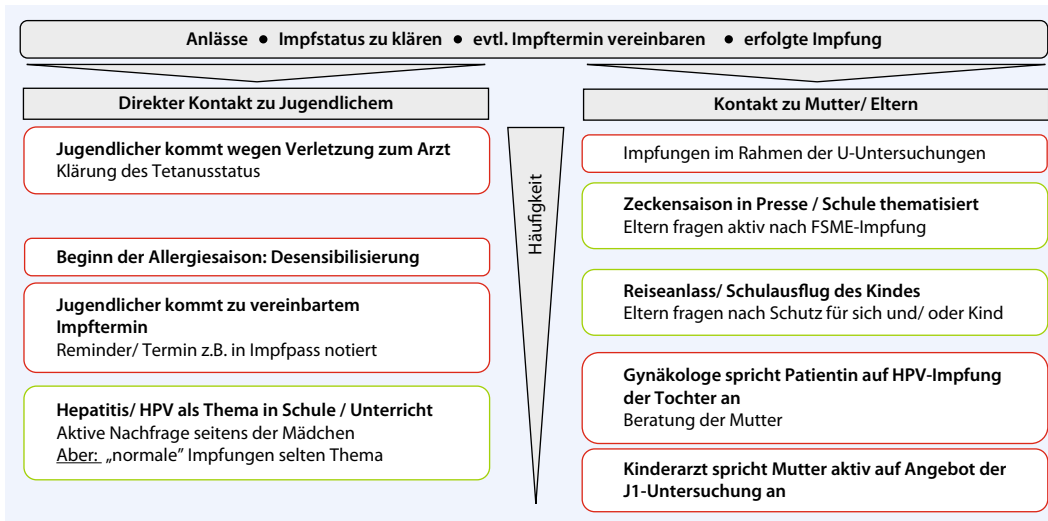 Anlässe ● Impfstatus zu klären ● evtl. Impftermin vereinbaren ● erfolgte Impfung
Direkter Kontakt zu Jugendlichem
Jugendlicher kommt wegen Verletzung zum Arzt
Klärung des Tetanusstatus
Beginn der Allergiesaison: Desensibilisierung
Jugendlicher kommt zu vereinbartem
Impftermin
Reminder/ Termin z.B. in Impfpass notiert
Hepatitis/ HPV als Thema in Schule / Unterricht
Aktive Nachfrage seitens der Mädchen
Aber: „normale” Impfungen selten Thema
Häufigkeit
Kontakt zu Mutter/ Eltern
Impfungen im Rahmen der U-Untersuchungen
Zeckensaison in Presse / Schule thematisiert
Eltern fragen aktiv nach FSME-Impfung
Reiseanlass/ Schulausflug des Kindes
Eltern fragen nach Schutz für sich und/ oder Kind
Gynäkologe spricht Patientin auf HPV-Impfung
der Tochter an
Beratung der Mutter
Kinderarzt spricht Mutter aktiv auf Angebot der
J1-Untersuchung an